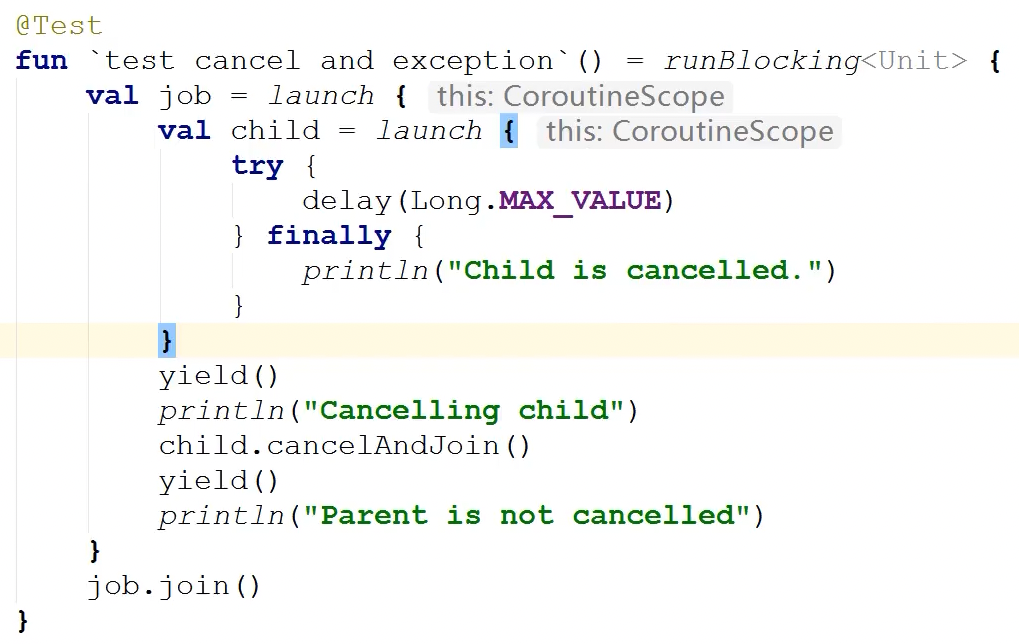 @Test
fun `test cancel and exception`() = runBlocking<Unit> {
val job = launch { this: CoroutineScope
val child = launch { this: CoroutineScope
try {
delay(Long.MAX_VALUE)
} finally {
println("Child is cancelled.")
}
}
yield()
println("Cancelling child")
child.cancelAndJoin()
yield()
println("Parent is not cancelled")
}
job.join()
}